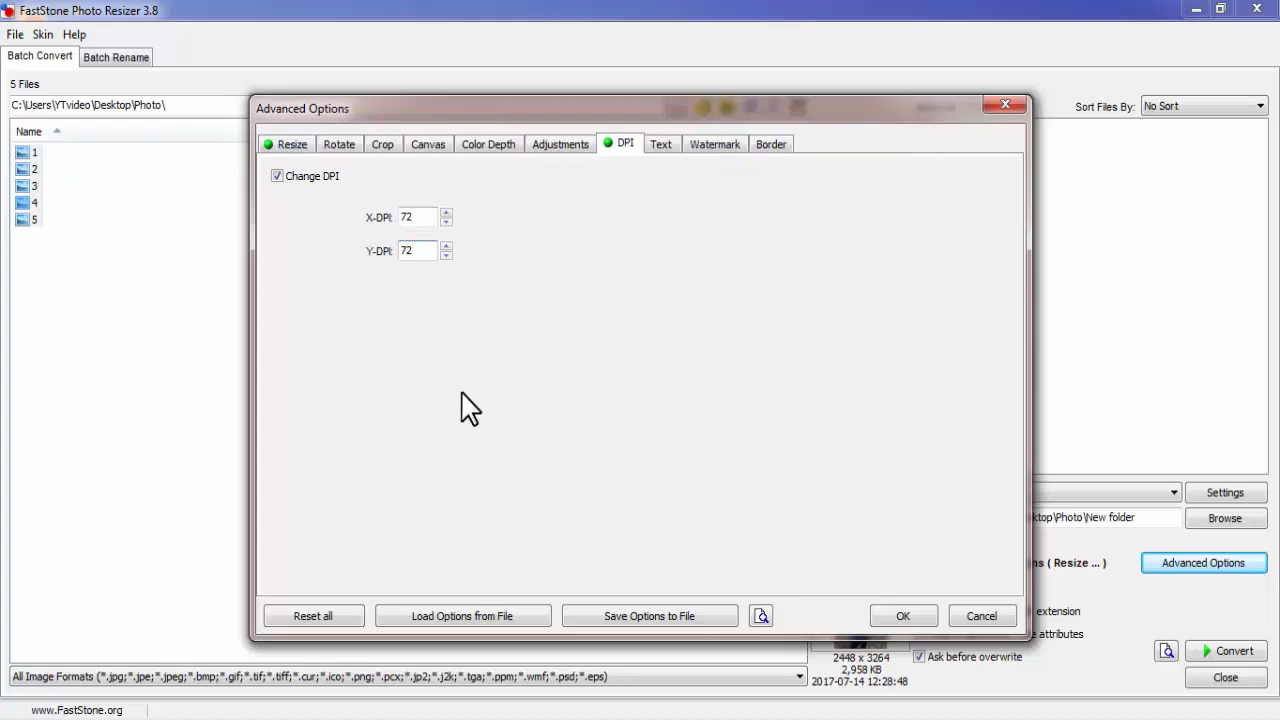 FastStone Photo Resizer 3.8
File Skin Help
Batch Convert Batch Rename
5 Files
C:\Users\YTvideo\Desktop\Photo\
Sort Files By: No Sort
Name
1
2
3
4
5
Advanced Options
Resize Rotate Crop Canvas Color Depth Adjustments DPI Text Watermark Border
Change DPI
X-DPI: 72
Y-DPI: 72
Reset all Load Options from File Save Options to File OK Cancel
Settings
ktop\Photo\New folder Browse
ns ( Resize ... ) Advanced Options
extension
attributes
2448 x 3264
2,958 KB
2017-07-14 12:28:48
Ask before overwrite
Convert
Close
All Image Formats (*.jpg;*.jpe;*.jpeg;*.bmp;*.gif;*.tif;*.tiff;*.cur;*.ico;*.png;*.pcx;*.jp2;*.j2k;*.tga;*.ppm;*.wmf;*.psd;*.eps)
www.FastStone.org